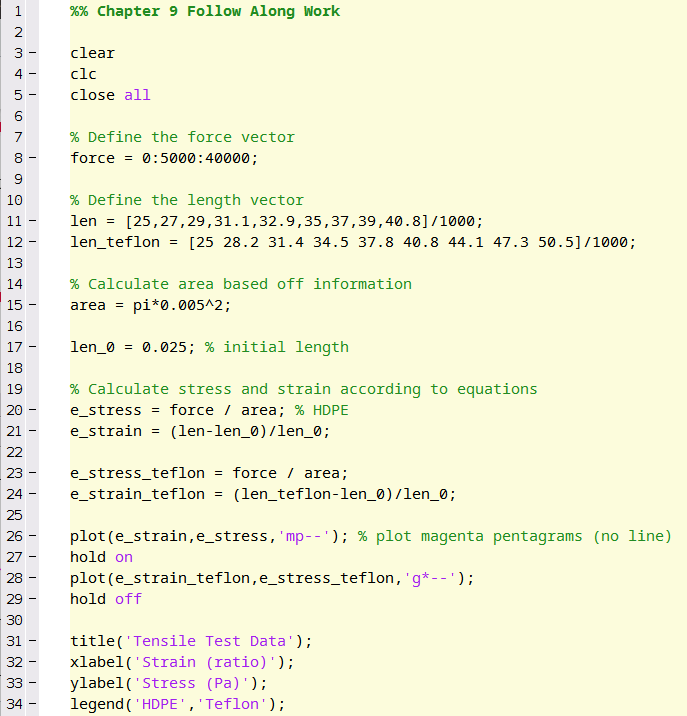 1 %% Chapter 9 Follow Along Work
2
3 – clear
4 – clc
5 – close all
6
7 % Define the force vector
8 – force = 0:5000:40000;
9
10 % Define the length vector
11 – len = [25,27,29,31.1,32.9,35,37,39,40.8]/1000;
12 – len_teflon = [25 28.2 31.4 34.5 37.8 40.8 44.1 47.3 50.5]/1000;
13
14 % Calculate area based off information
15 – area = pi*0.005^2;
16
17 – len_0 = 0.025; % initial length
18
19 % Calculate stress and strain according to equations
20 – e_stress = force / area; % HDPE
21 – e_strain = (len-len_0)/len_0;
22
23 – e_stress_teflon = force / area;
24 – e_strain_teflon = (len_teflon-len_0)/len_0;
25
26 – plot(e_strain,e_stress,'mp--'); % plot magenta pentagrams (no line)
27 – hold on
28 – plot(e_strain_teflon,e_stress_teflon,'g*--');
29 – hold off
30
31 – title('Tensile Test Data');
32 – xlabel('Strain (ratio)');
33 – ylabel('Stress (Pa)');
34 – legend('HDPE','Teflon');